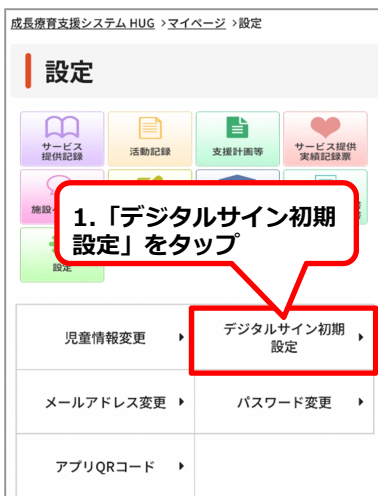 成長療育支援システム HUG >マイページ >設定
設定
サービス
提供記録
活動記録
支援計画等
サービス提供
実績記録票
1.「デジタルサイン初期
設定」をタップ
設定
児童情報変更
デジタルサイン初期
設定
メールアドレス変更
パスワード変更
アプリQRコード